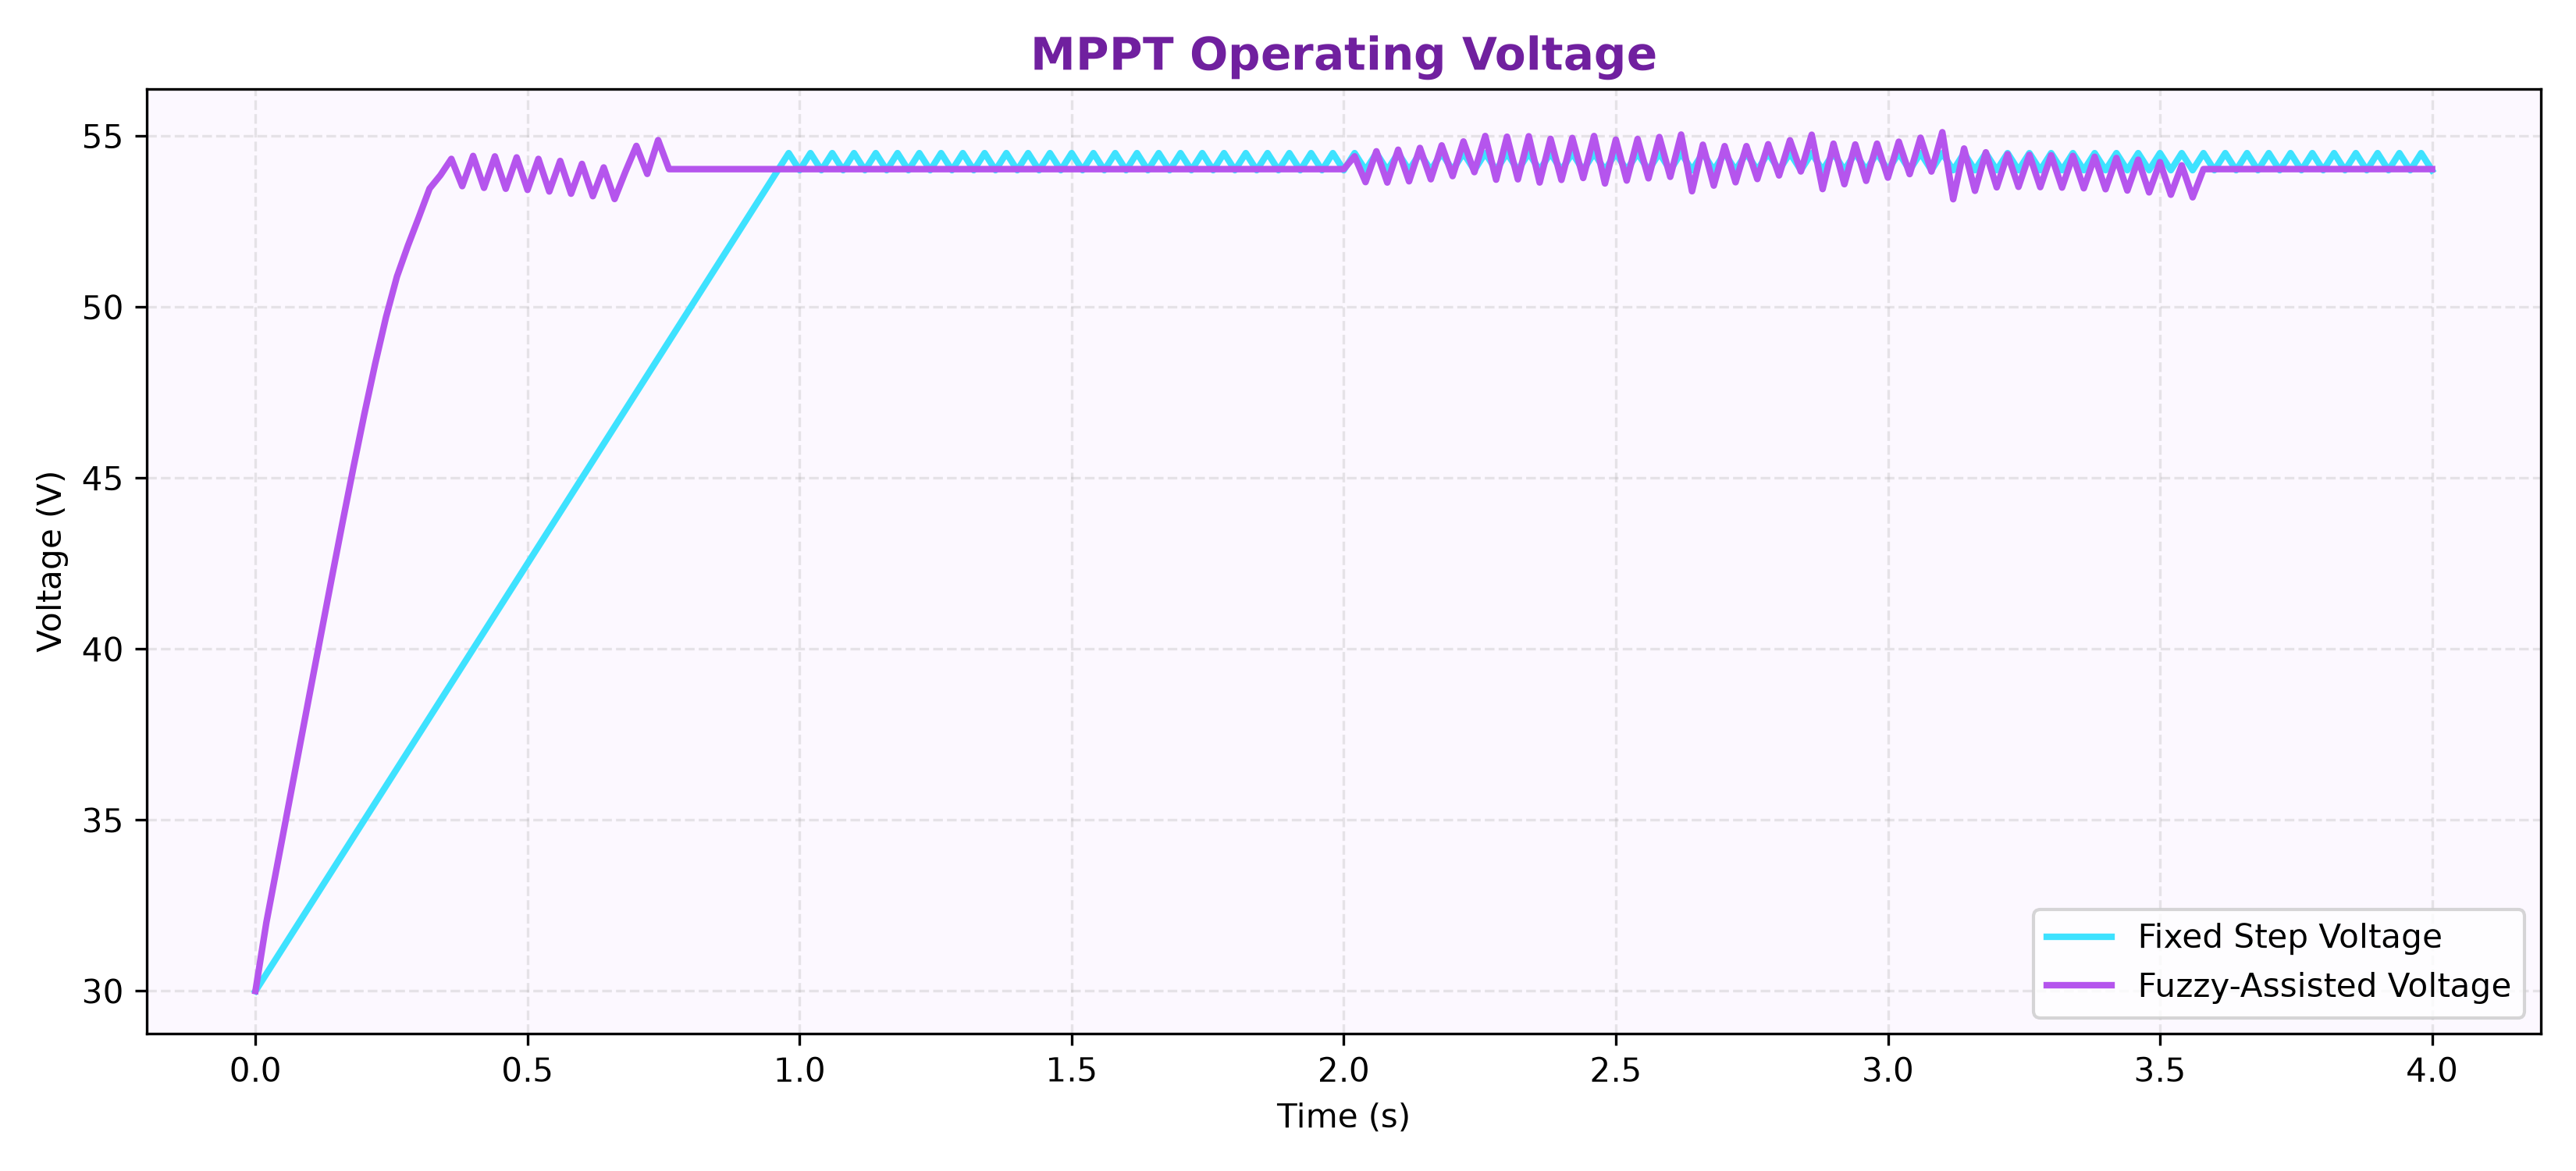 MPPT Operating Voltage
55
50
45
40
35
30
Voltage (V)
0.0 0.5 1.0 1.5 2.0 2.5 3.0 3.5 4.0
Time (s)
Fixed Step Voltage
Fuzzy-Assisted Voltage